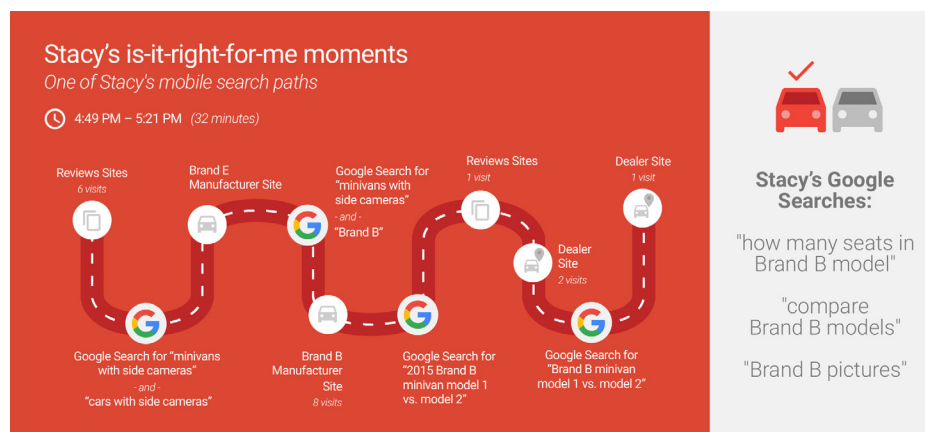 Stacy's is-it-right-for-me moments
One of Stacy's mobile search paths
4:49 PM – 5:21 PM (32 minutes)
Reviews Sites
6 visits
Google Search for "minivans
with side cameras"
- and -
"cars with side cameras"
Brand E
Manufacturer Site
Google Search for
"minivans with
side cameras"
- and -
"Brand B"
Brand B
Manufacturer
Site
8 visits
Google Search for
"2015 Brand B
minivan model 1
vs. model 2"
Reviews Sites
1 visit
Dealer
Site
2 visits
Google Search for
"Brand B minivan
model 1 vs. model 2"
Dealer Site
1 visit
Stacy's Google
Searches:
"how many seats in
Brand B model"
"compare
Brand B models"
"Brand B pictures"